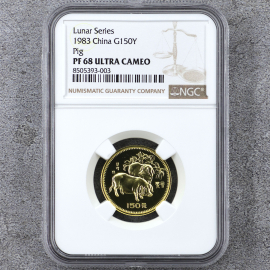 Lunar Series
1983 China G150Y
Pig
PF 68 ULTRA CAMEO
8505393-003
NUMISMATIC GUARANTY COMPANY
NGC
150元